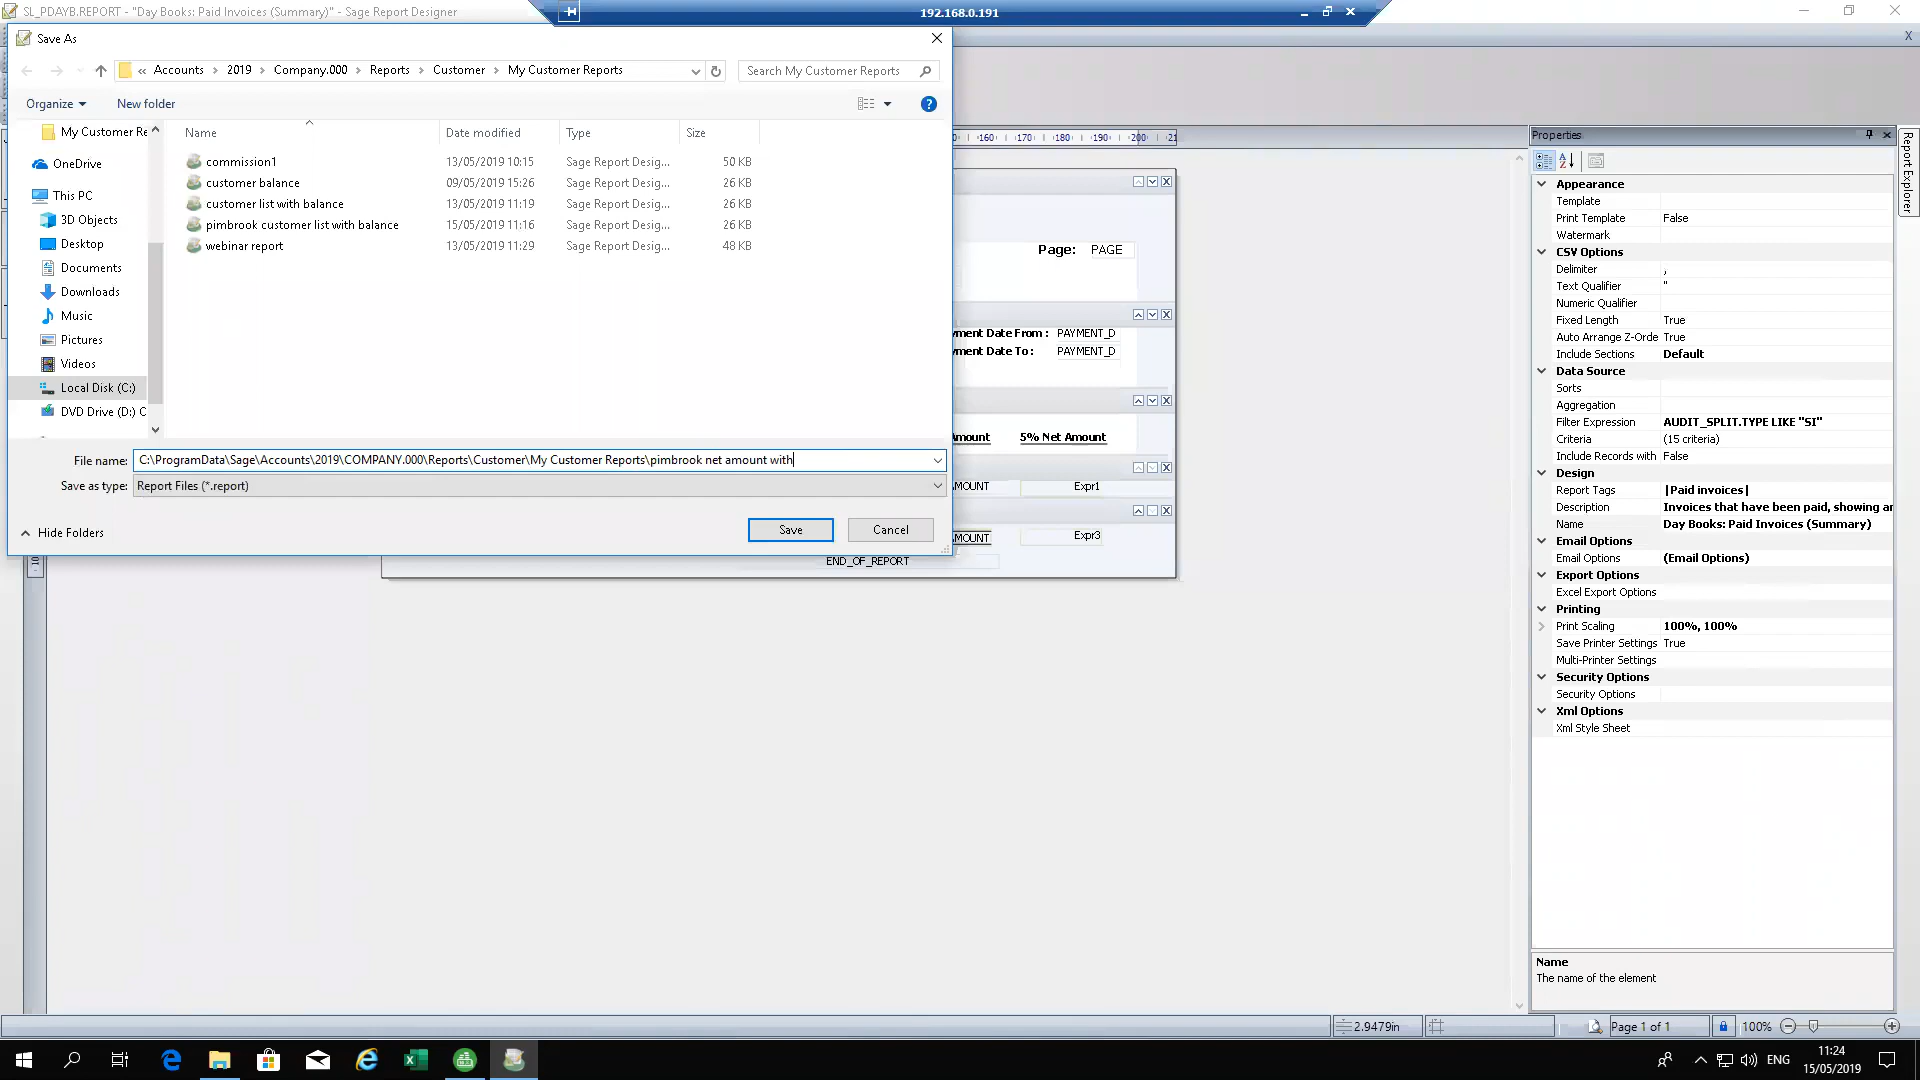 SL_PDAYB.REPORT - "Day Books: Paid Invoices (Summary)" - Sage Report Designer
192.168.0.191
Save As
« Accounts > 2019 > Company.000 > Reports > Customer > My Customer Reports
Search My Customer Reports
Organize
New folder
Name
Date modified
Type
Size
My Customer Re
OneDrive
This PC
3D Objects
Desktop
Documents
Downloads
Music
Pictures
Videos
Local Disk (C:)
DVD Drive (D:) C
commission1 13/05/2019 10:15 Sage Report Desig... 50 KB
customer balance 09/05/2019 15:26 Sage Report Desig... 26 KB
customer list with balance 13/05/2019 11:19 Sage Report Desig... 26 KB
pimbrook customer list with balance 15/05/2019 11:16 Sage Report Desig... 26 KB
webinar report 13/05/2019 11:29 Sage Report Desig... 48 KB
File name: C:\ProgramData\Sage\Accounts\2019\COMPANY.000\Reports\Customer\My Customer Reports\pimbrook net amount with
Save as type: Report Files (*.report)
Hide Folders
Save
Cancel
160 170 180 190 200 21
Page: PAGE
yment Date From : PAYMENT_D
yment Date To : PAYMENT_D
mount 5% Net Amount
MOUNT Expr1
MOUNT Expr3
END_OF_REPORT
Properties
Report Explorer
Appearance
Template
Print Template False
Watermark
CSV Options
Delimiter ,
Text Qualifier "
Numeric Qualifier
Fixed Length True
Auto Arrange Z-Orde True
Include Sections Default
Data Source
Sorts
Aggregation
Filter Expression AUDIT_SPLIT.TYPE LIKE "SI"
Criteria (15 criteria)
Include Records with False
Design
Report Tags |Paid invoices|
Description Invoices that have been paid, showing ar
Name Day Books: Paid Invoices (Summary)
Email Options
Email Options (Email Options)
Export Options
Excel Export Options
Printing
Print Scaling 100%, 100%
Save Printer Settings True
Multi-Printer Settings
Security Options
Security Options
Xml Options
Xml Style Sheet
Name
The name of the element
2.9479in
Page 1 of 1
100%
ENG
11:24
15/05/2019